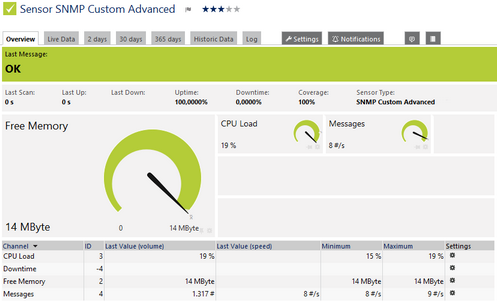 Sensor SNMP Custom Advanced
Overview Live Data 2 days 30 days 365 days Historic Data Log Settings Notifications
Last Message:
OK
Last Scan: Last Up: Last Down: Uptime: Downtime: Coverage: Sensor Type:
0 s 0 s 100,0000% 0,0000% 100% SNMP Custom Advanced
Free Memory CPU Load Messages
19 % 8 #/s
0 14 MByte
14 MByte
Channel ID Last Value (volume) Last Value (speed) Minimum Maximum Settings
CPU Load 3 19 % 15 % 19 %
Downtime -4
Free Memory 2 14 MByte 14 MByte 14 MByte
Messages 4 1.317 # 8 #/s 8 #/s 9 #/s